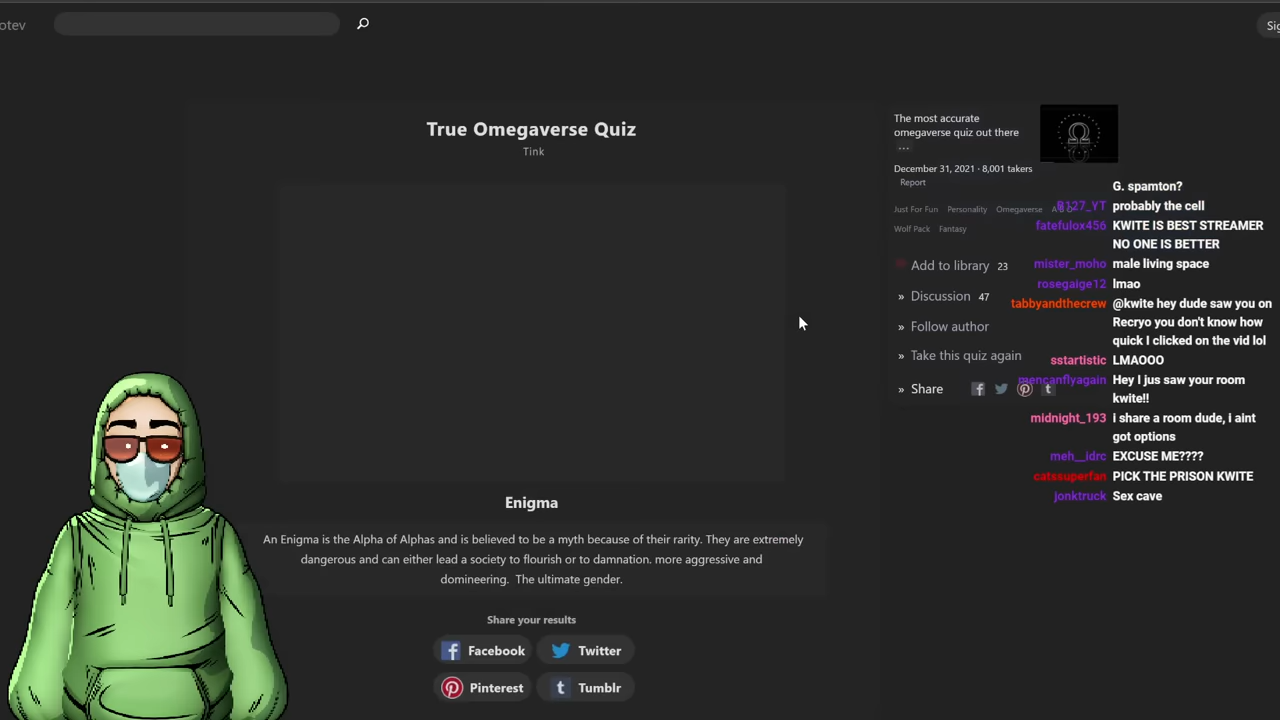 otev
Sig
True Omegaverse Quiz
Tink
The most accurate
omegaverse quiz out there
...
December 31, 2021 · 8,001 takers
Report
Just For Fun Personality Omegaverse A B O
Wolf Pack Fantasy
Add to library 23
» Discussion 47
» Follow author
» Take this quiz again
» Share
G. spamton?
B127_YT probably the cell
fatefulox456 KWITE IS BEST STREAMER
NO ONE IS BETTER
mister_moho male living space
rosegaige12 lmao
tabbyandthecrew @kwite hey dude saw you on
Recryo you don't know how
quick I clicked on the vid lol
sstartistic LMAOOO
mencanflyagain Hey I jus saw your room
kwite!!
midnight_193 i share a room dude, i aint
got options
meh__idrc EXCUSE ME????
catssuperfan PICK THE PRISON KWITE
jonktruck Sex cave
Enigma
An Enigma is the Alpha of Alphas and is believed to be a myth because of their rarity. They are extremely
dangerous and can either lead a society to flourish or to damnation. more aggressive and
domineering. The ultimate gender.
Share your results
Facebook Twitter
Pinterest Tumblr